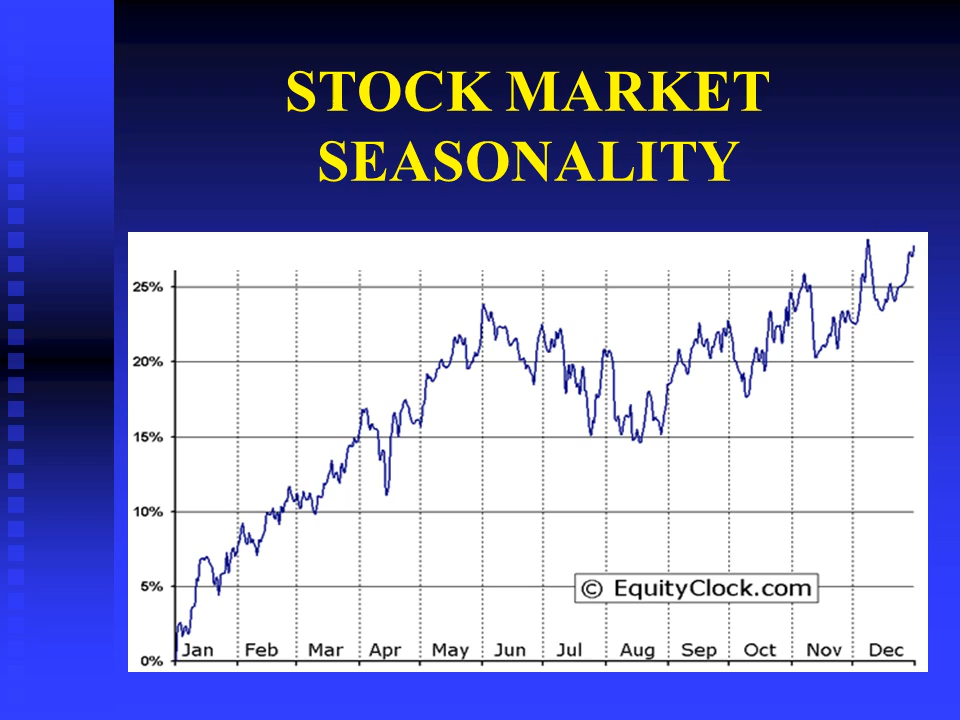 STOCK MARKET
SEASONALITY
25%
20%
15%
10%
5%
0%
© EquityClock.com
Jan Feb Mar Apr May Jun Jul Aug Sep Oct Nov Dec